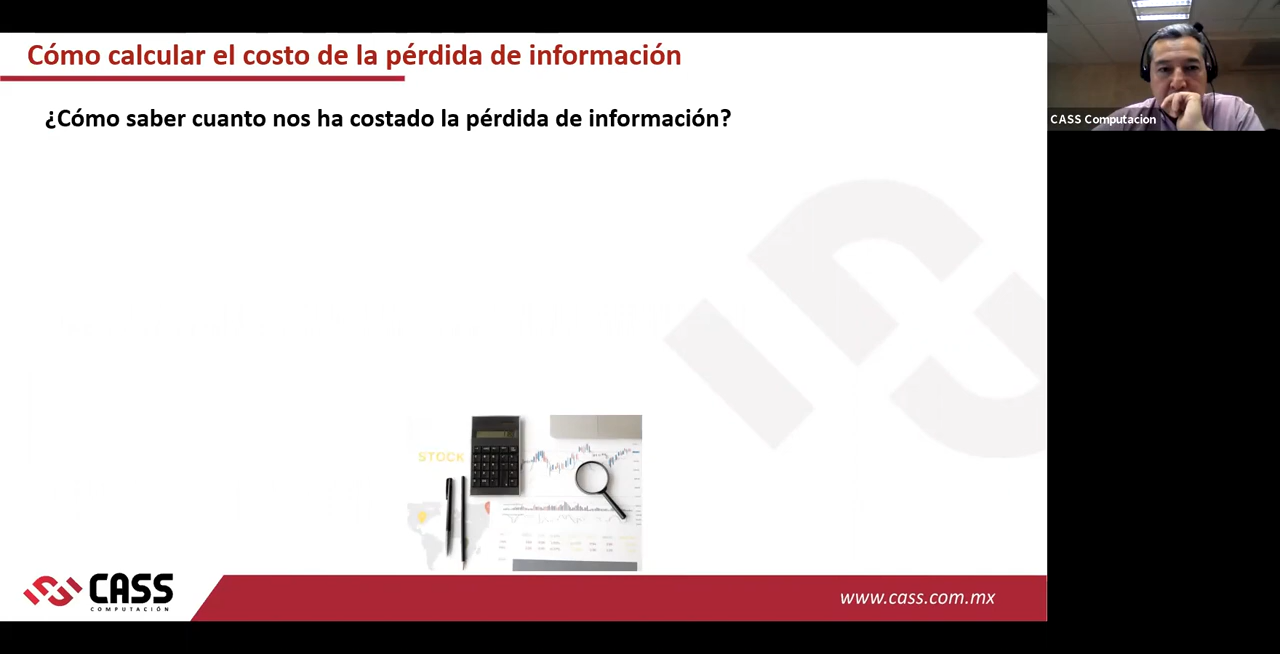 Cómo calcular el costo de la pérdida de información
¿Cómo saber cuanto nos ha costado la pérdida de información?
CASS Computacion
STOCK
CASS
COMPUTACIÓN
www.cass.com.mx